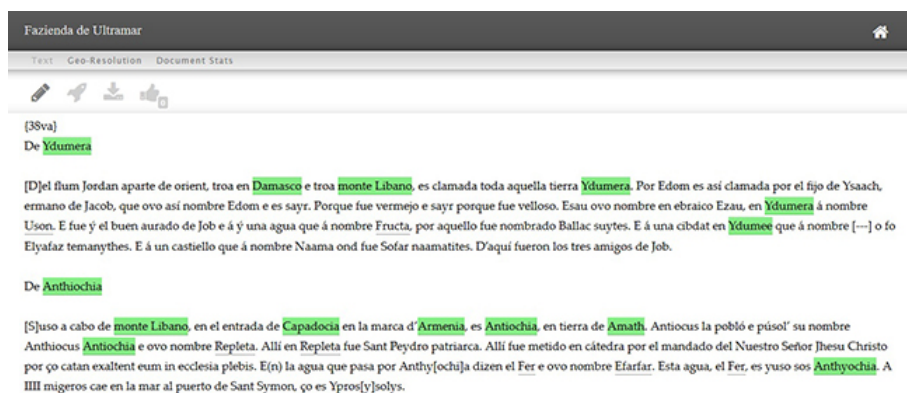 Fazienda de Ultramar
Text Geo-Resolution Document Stats
0
{38va}
De Ydumera
[D]el flum Jordan aparte de orient, troa en Damasco e troa monte Libano, es clamada toda aquella tierra Ydumera. Por Edom es así clamada por el fijo de Ysaach,
ermano de Jacob, que ovo así nombre Edom e es sayr. Porque fue vermejo e sayr porque fue velloso. Esau ovo nombre en ebraico Ezau, en Ydumera á nombre
Uson. E fue ý el buen aurado de Job e á ý una agua que á nombre Fructa, por aquello fue nombrado Ballac suytes. E á una cibdat en Ydumee que á nombre [---] o fo
Elyafaz temanythes. E á un castiello que á nombre Naama ond fue Sofar naamatites. D'aquí fueron los tres amigos de Job.
De Anthiochia
[S]uso a cabo de monte Libano, en el entrada de Capadocia en la marca d'Armenia, es Antiochia, en tierra de Amath. Antiocus la pobló e púsol' su nombre
Anthiocus Antiochia e ovo nombre Repleta. Allí en Repleta fue Sant Peydro patriarca. Allí fue metido en cátedra por el mandado del Nuestro Señor Jhesu Christo
por ço catan exaltent eum in ecclesia plebis. E(n) la agua que pasa por Anthy[ochi]a dizen el Fer e ovo nombre Efarfar. Esta agua, el Fer, es yuso sos Anthyochia. A
IIII migeros cae en la mar al puerto de Sant Symon, ço es Ypros[y]solys.